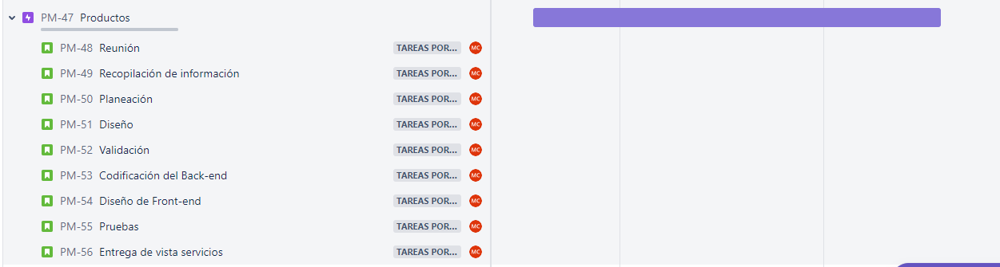 PM-47 Productos
PM-48 Reunión TAREAS POR... MC
PM-49 Recopilación de información TAREAS POR... MC
PM-50 Planeación TAREAS POR... MC
PM-51 Diseño TAREAS POR... MC
PM-52 Validación TAREAS POR... MC
PM-53 Codificación del Back-end TAREAS POR... MC
PM-54 Diseño de Front-end TAREAS POR... MC
PM-55 Pruebas TAREAS POR... MC
PM-56 Entrega de vista servicios TAREAS POR... MC